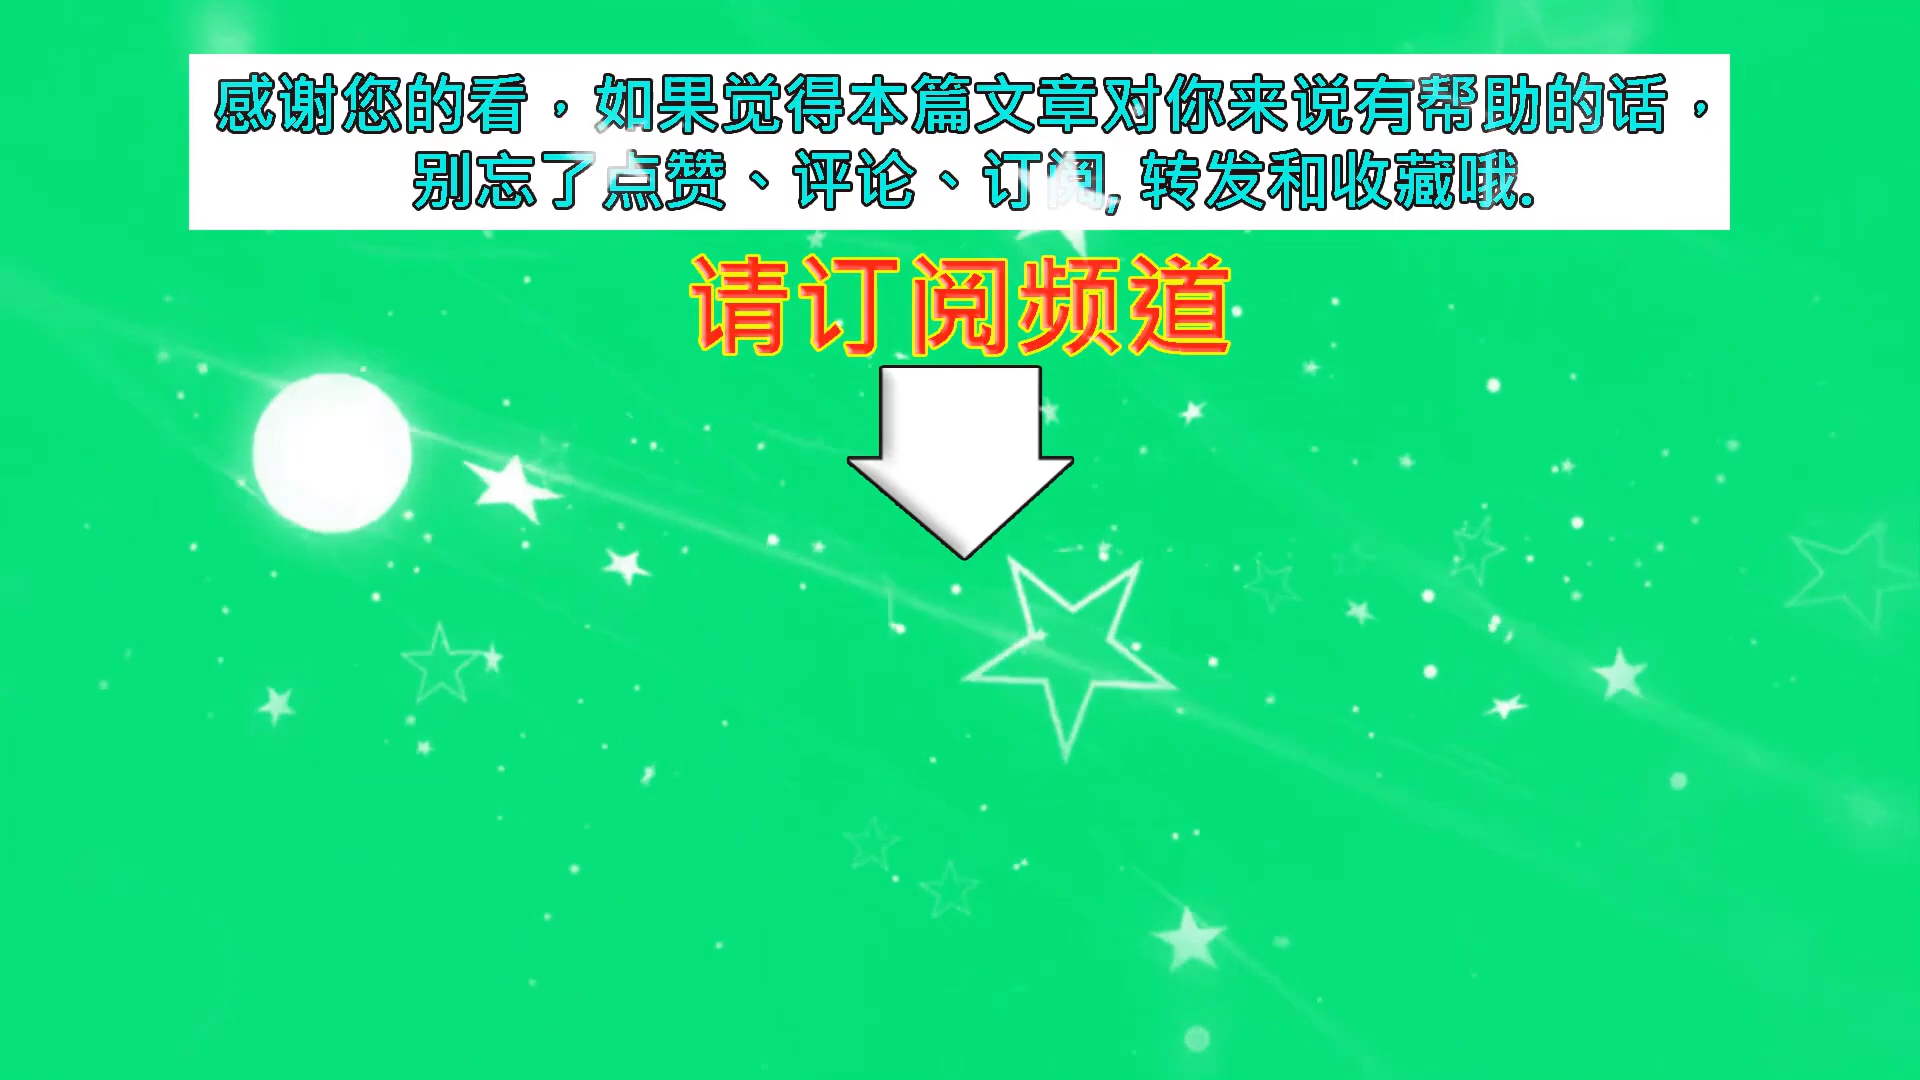 感谢您的看，如果觉得本篇文章对你来说有帮助的话，
别忘了点赞、评论、订阅, 转发和收藏哦.
请订阅频道